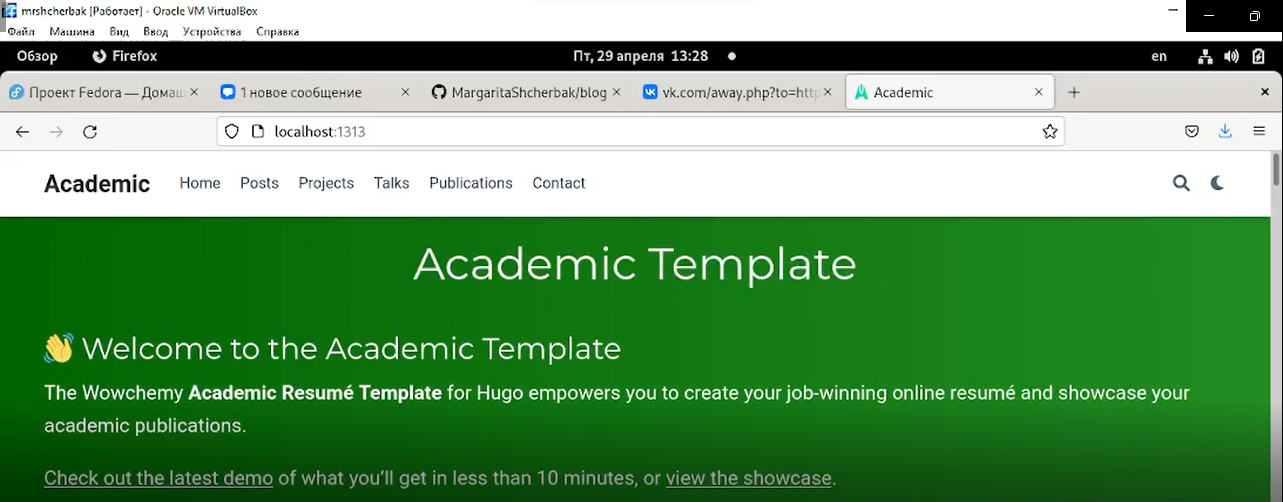 mrshcherbak [Работает] - Oracle VM VirtualBox
Файл Машина Вид Ввод Устройства Справка
Обзор Firefox Пт, 29 апреля 13:28 en
Проект Fedora — Домаш 1 новое сообщение MargaritaShcherbak/blog vk.com/away.php?to=http Academic
localhost:1313
Academic Home Posts Projects Talks Publications Contact
Academic Template
👋 Welcome to the Academic Template
The Wowchemy Academic Resumé Template for Hugo empowers you to create your job-winning online resumé and showcase your
academic publications.
Check out the latest demo of what you’ll get in less than 10 minutes, or view the showcase.